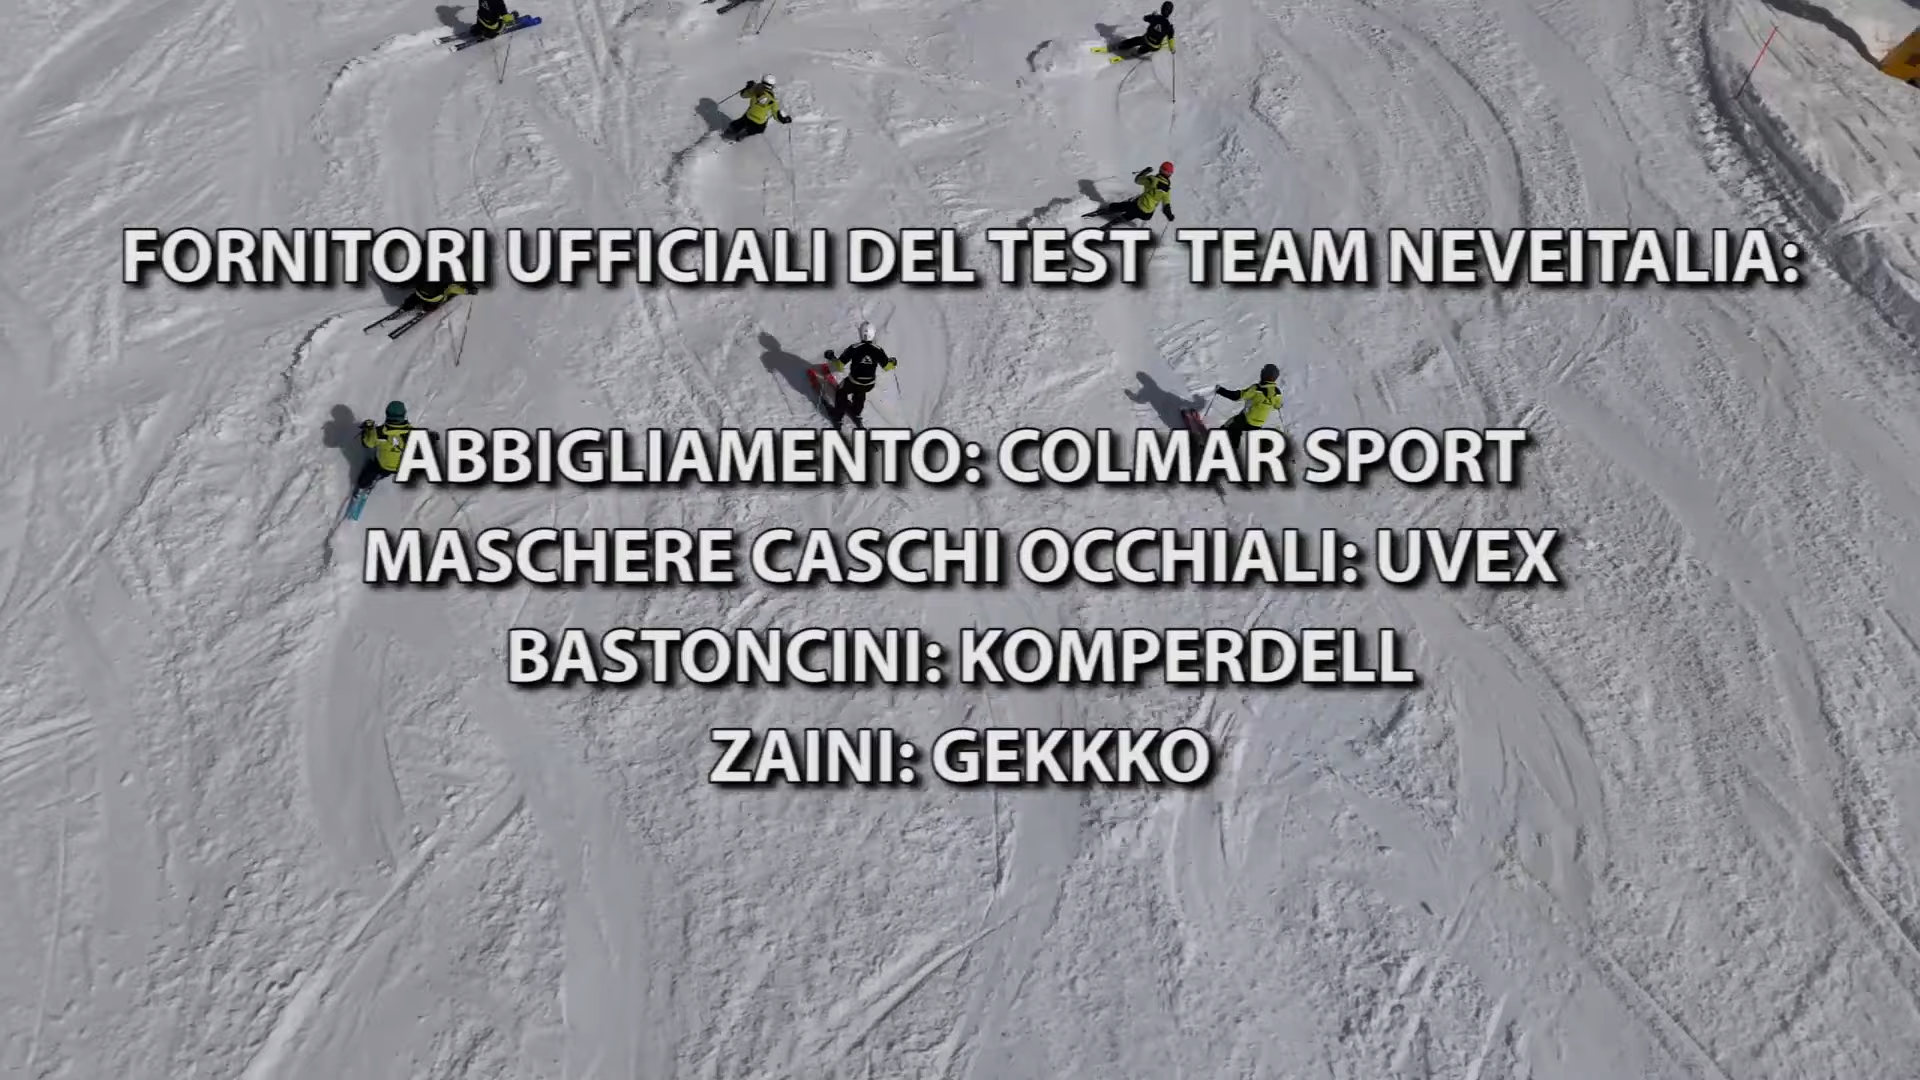 FORNITORI UFFICIALI DEL TEST TEAM NEVEITALIA:
ABBIGLIAMENTO: COLMAR SPORT
MASCHERE CASCHI OCCHIALI: UVEX
BASTONCINI: KOMPERDELL
ZAINI: GEKKKO